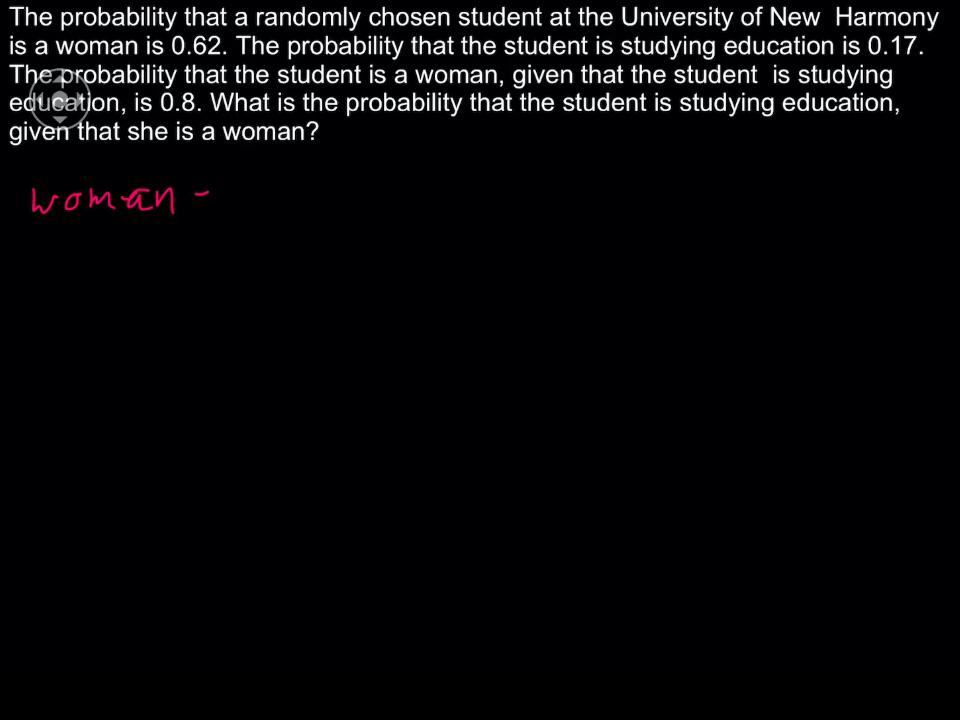 The probability that a randomly chosen student at the University of New Harmony
is a woman is 0.62. The probability that the student is studying education is 0.17.
The probability that the student is a woman, given that the student is studying
education, is 0.8. What is the probability that the student is studying education,
given that she is a woman?
woman -